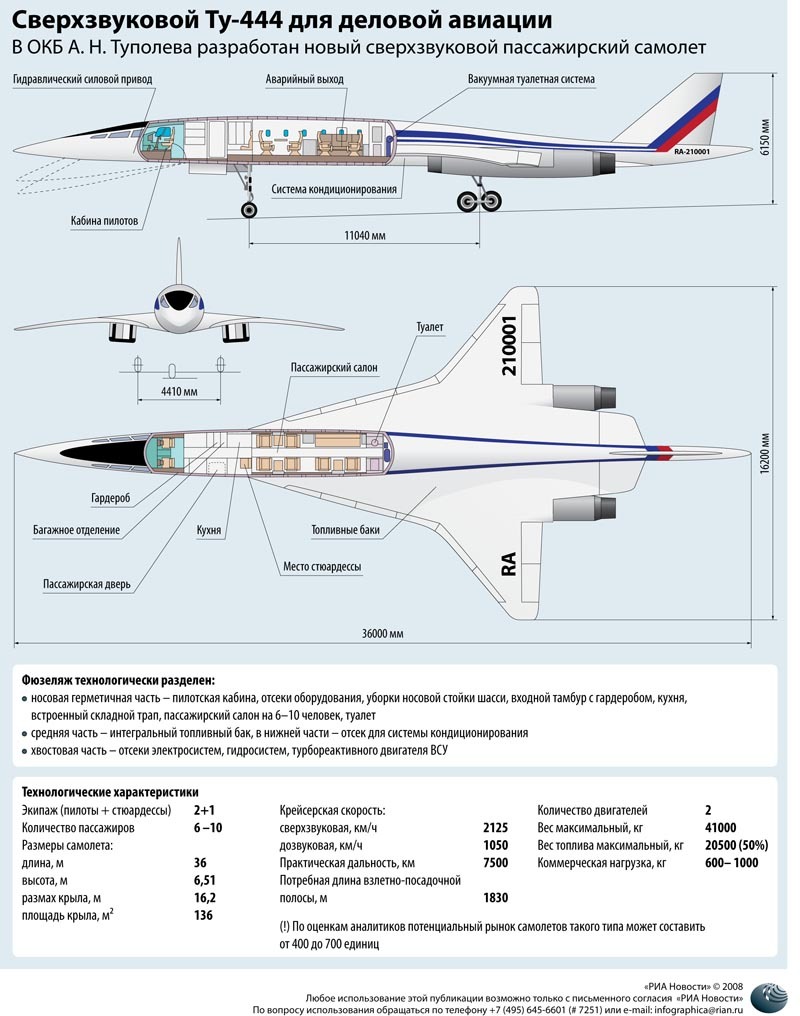 Сверхзвуковой Ту-444 для деловой авиации
В ОКБ А. Н. Туполева разработан новый сверхзвуковой пассажирский самолет
Гидравлический силовой привод
Аварийный выход
Вакуумная туалетная система
6150 мм
RA-210001
Система кондиционирования
Кабина пилотов
11040 мм
Туалет
210001
Пассажирский салон
4410 мм
16200 мм
Гардероб
Багажное отделение
Кухня
Топливные баки
RA
Место стюардессы
Пассажирская дверь
36000 мм
Фюзеляж технологически разделен:
• носовая герметичная часть – пилотская кабина, отсеки оборудования, уборки носовой стойки шасси, входной тамбур с гардеробом, кухня,
встроенный складной трап, пассажирский салон на 6–10 человек, туалет
• средняя часть – интегральный топливный бак, в нижней части – отсек для системы кондиционирования
• хвостовая часть – отсеки электросистем, гидросистем, турбореактивного двигателя ВСУ
Технологические характеристики
Экипаж (пилоты + стюардессы) 2+1
Количество пассажиров 6 –10
Размеры самолета:
длина, м 36
высота, м 6,51
размах крыла, м 16,2
площадь крыла, м² 136
Крейсерская скорость:
сверхзвуковая, км/ч 2125
дозвуковая, км/ч 1050
Практическая дальность, км 7500
Потребная длина взлетно-посадочной
полосы, м 1830
Количество двигателей 2
Вес максимальный, кг 41000
Вес топлива максимальный, кг 20500 (50%)
Коммерческая нагрузка, кг 600– 1000
(!) По оценкам аналитиков потенциальный рынок самолетов такого типа может составить
от 400 до 700 единиц
«РИА Новости» © 2008
Любое использование этой публикации возможно только с письменного согласия «РИА Новости»
По вопросу использования обращаться по телефону +7 (495) 645-6601 (# 7251) или e-mail: infographica@rian.ru